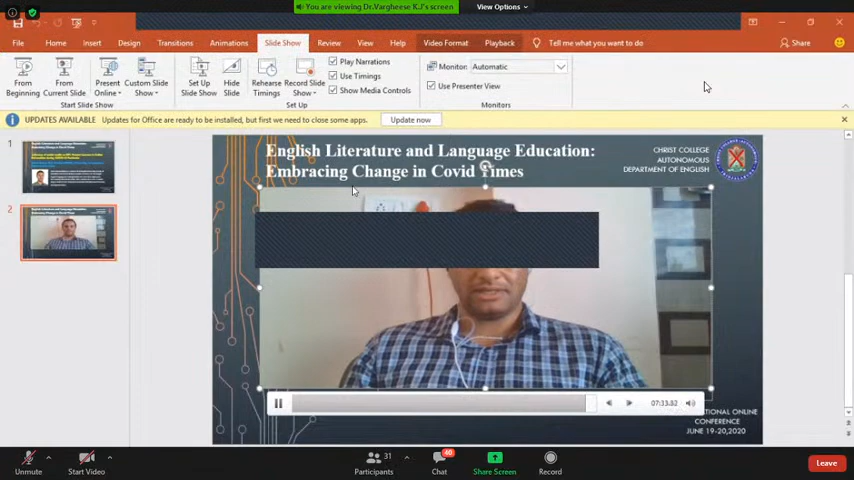 You are viewing Dr.Vargheese K.J's screen
View Options
File
Home
Insert
Design
Transitions
Animations
Slide Show
Review
View
Help
Video Format
Playback
Tell me what you want to do
Share
From Beginning
From Current Slide
Present Online
Custom Slide Show
Set Up Slide Show
Hide Slide
Rehearse Timings
Record Slide Show
Play Narrations
Use Timings
Show Media Controls
Monitor: Automatic
Use Presenter View
Start Slide Show
Set Up
Monitors
UPDATES AVAILABLE Updates for Office are ready to be installed, but first we need to close some apps.
Update now
1
2
English Literature and Language Education:
Embracing Change in Covid Times
CHRIST COLLEGE
AUTONOMOUS
DEPARTMENT OF ENGLISH
07:33.82
ONLINE
CONFERENCE
JUNE 19-20,2020
Unmute
Start Video
31
Participants
40
Chat
Share Screen
Record
Leave